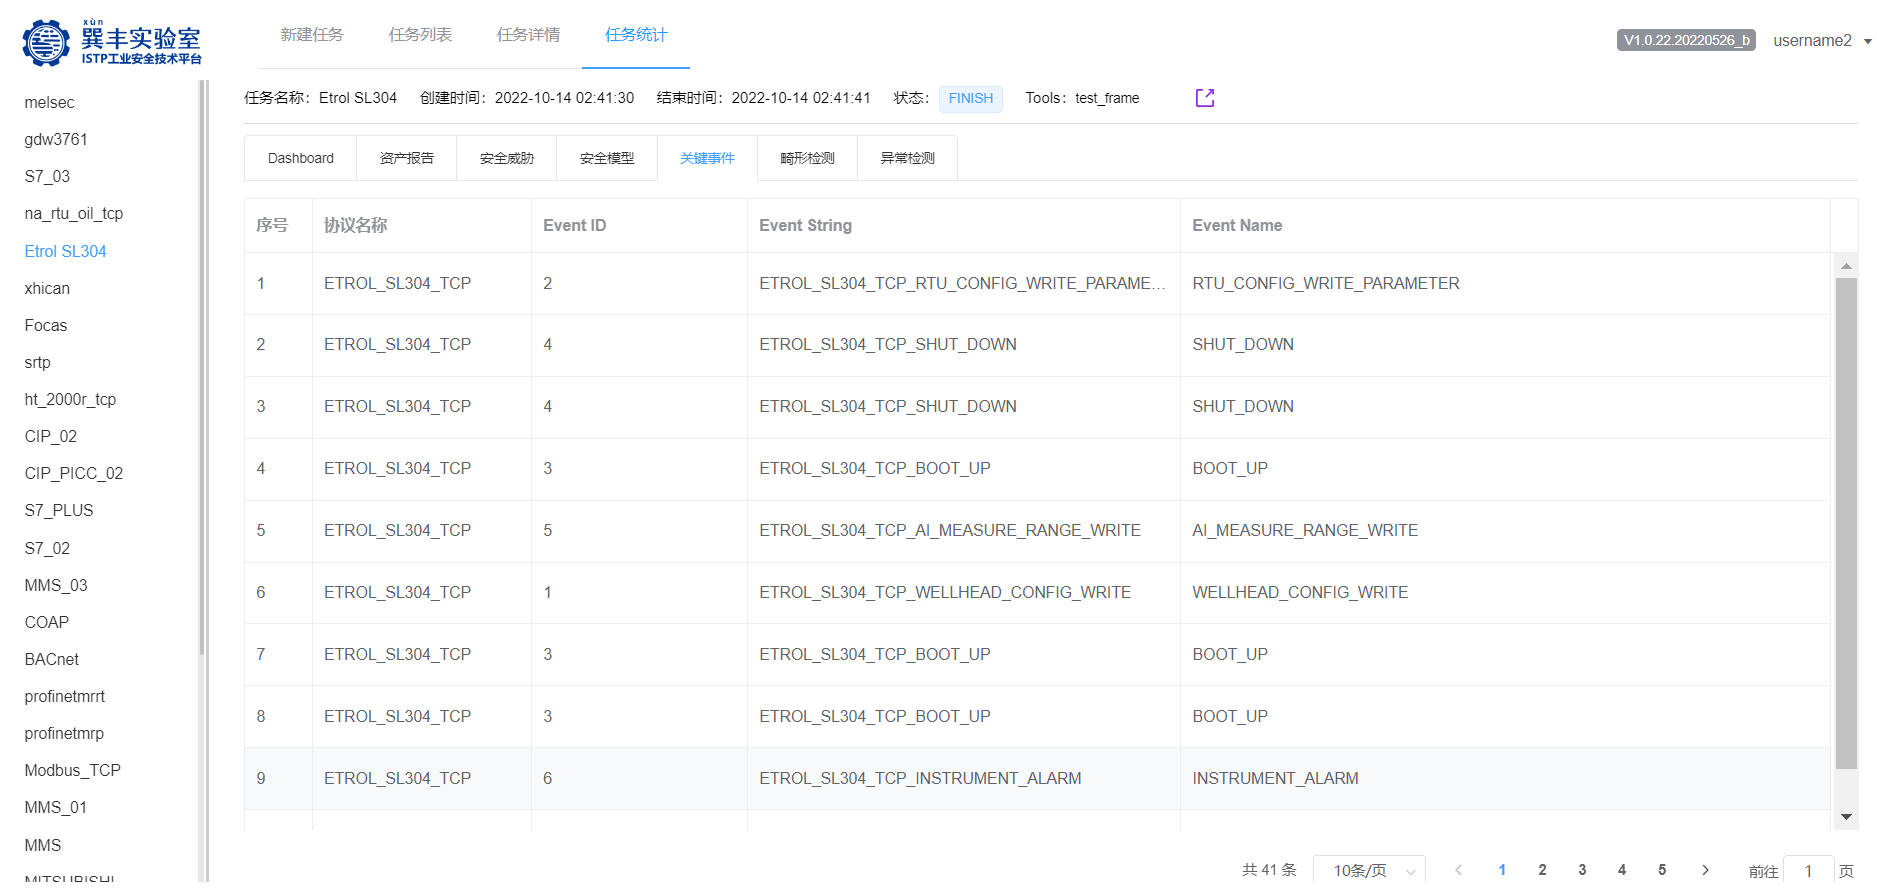 xùn
巽丰实验室
ISTP工业安全技术平台
新建任务 任务列表 任务详情 任务统计
V1.0.22.20220526_b username2
melsec
gdw3761
S7_03
na_rtu_oil_tcp
Etrol SL304
xhican
Focas
srtp
ht_2000r_tcp
CIP_02
CIP_PICC_02
S7_PLUS
S7_02
MMS_03
COAP
BACnet
profinetmrrt
profinetmrp
Modbus_TCP
MMS_01
MMS
MITSUBISHI
任务名称: Etrol SL304 创建时间: 2022-10-14 02:41:30 结束时间: 2022-10-14 02:41:41 状态: FINISH Tools: test_frame
Dashboard 资产报告 安全威胁 安全模型 关键事件 畸形检测 异常检测
序号 协议名称 Event ID Event String Event Name
1 ETROL_SL304_TCP 2 ETROL_SL304_TCP_RTU_CONFIG_WRITE_PARAME... RTU_CONFIG_WRITE_PARAMETER
2 ETROL_SL304_TCP 4 ETROL_SL304_TCP_SHUT_DOWN SHUT_DOWN
3 ETROL_SL304_TCP 4 ETROL_SL304_TCP_SHUT_DOWN SHUT_DOWN
4 ETROL_SL304_TCP 3 ETROL_SL304_TCP_BOOT_UP BOOT_UP
5 ETROL_SL304_TCP 5 ETROL_SL304_TCP_AI_MEASURE_RANGE_WRITE AI_MEASURE_RANGE_WRITE
6 ETROL_SL304_TCP 1 ETROL_SL304_TCP_WELLHEAD_CONFIG_WRITE WELLHEAD_CONFIG_WRITE
7 ETROL_SL304_TCP 3 ETROL_SL304_TCP_BOOT_UP BOOT_UP
8 ETROL_SL304_TCP 3 ETROL_SL304_TCP_BOOT_UP BOOT_UP
9 ETROL_SL304_TCP 6 ETROL_SL304_TCP_INSTRUMENT_ALARM INSTRUMENT_ALARM
共 41 条 10条/页 1 2 3 4 5 前往 1 页